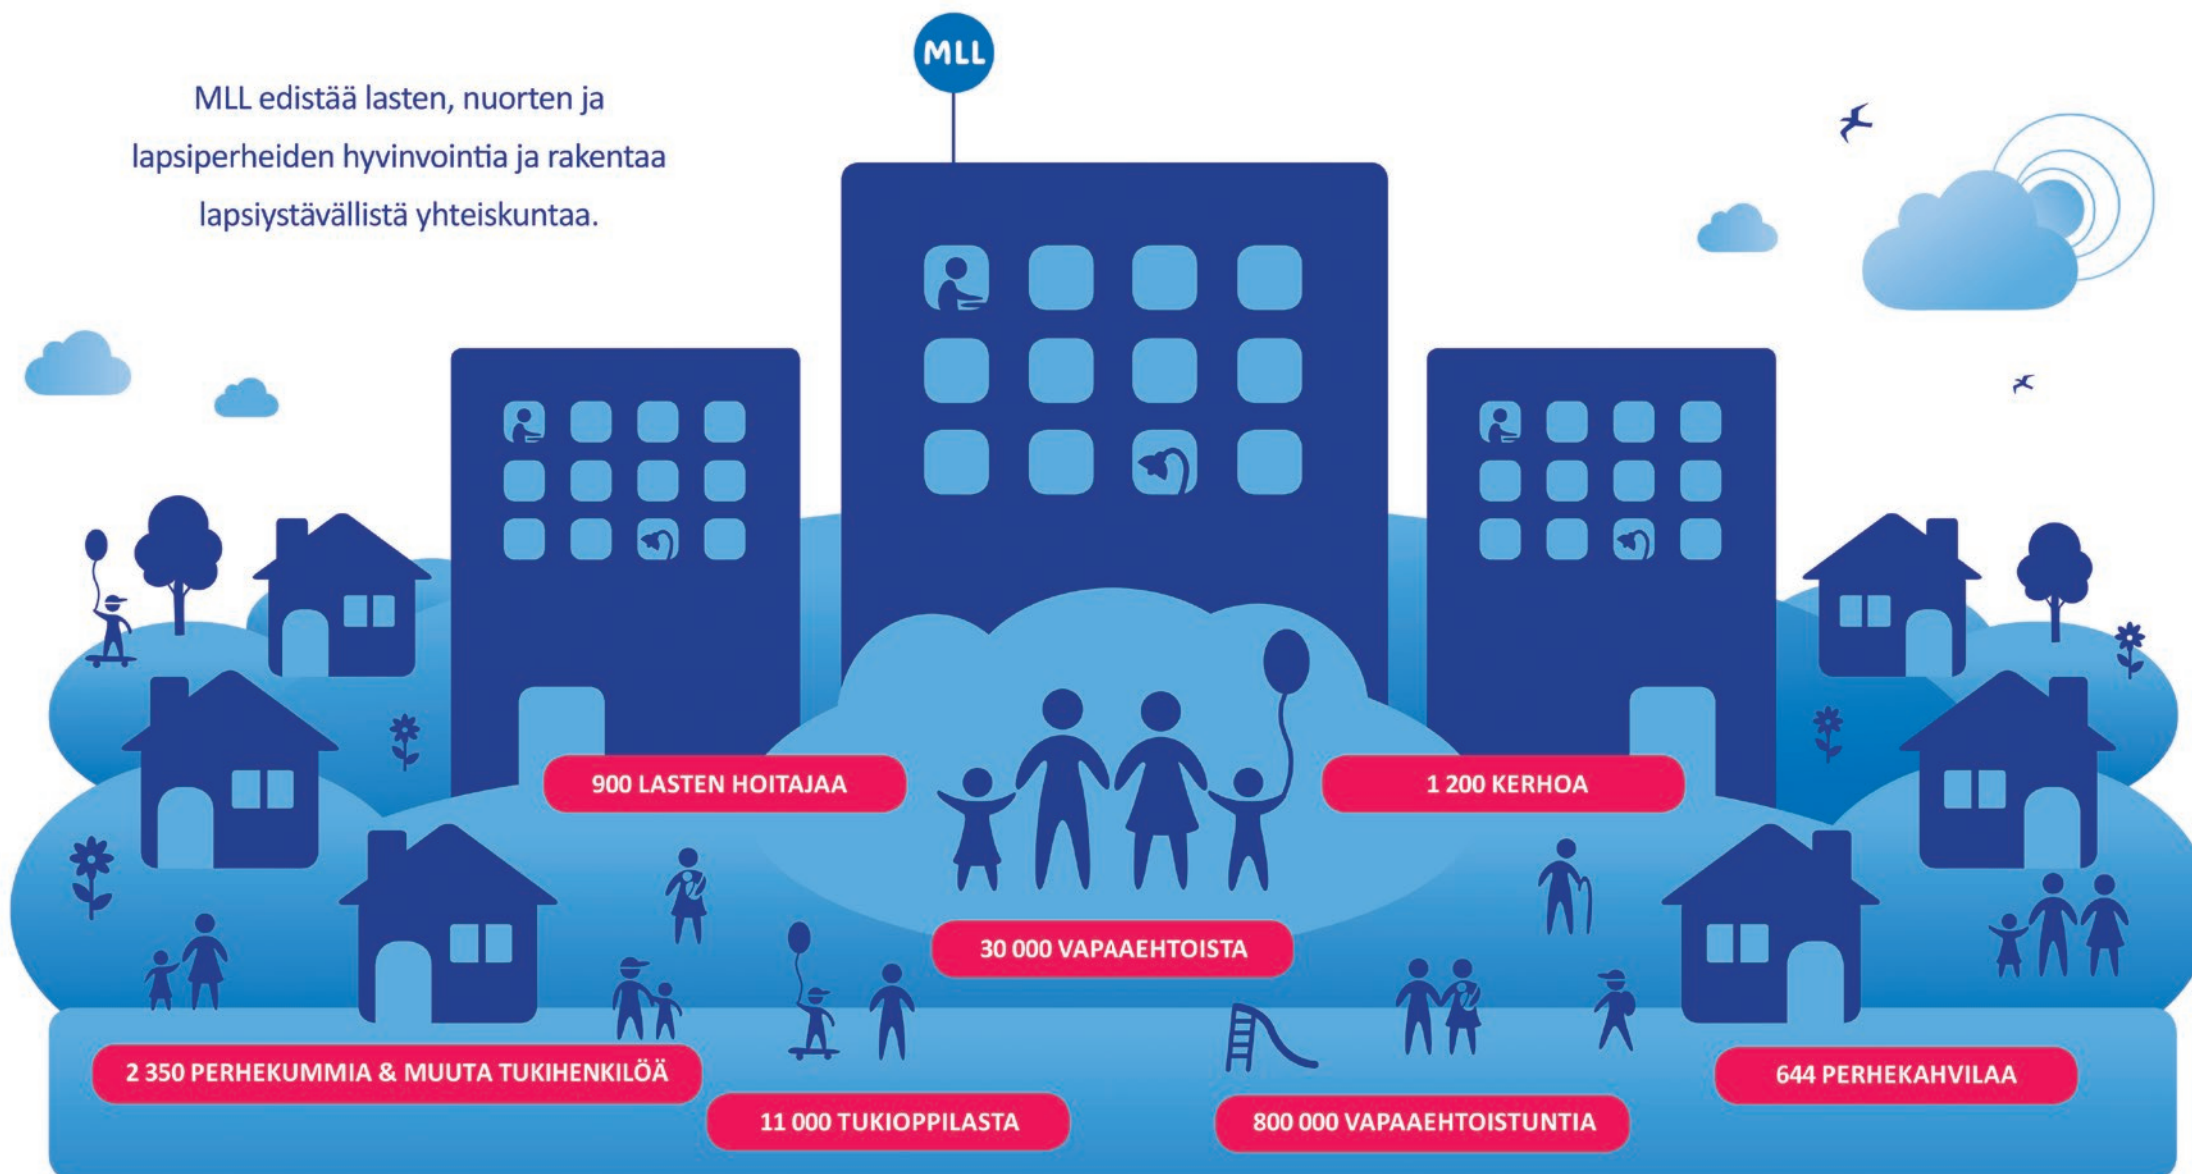 MLL
MLL edistää lasten, nuorten ja
lapsiperheiden hyvinvointia ja rakentaa
lapsiystävällistä yhteiskuntaa.
900 LASTEN HOITAJAA
1 200 KERHOA
30 000 VAPAAEHTOISTA
2 350 PERHEKUMMIA & MUUTA TUKIHENKILÖÄ
644 PERHEKAHVILAA
11 000 TUKIOPPILASTA
800 000 VAPAAEHTOISTUNTIA